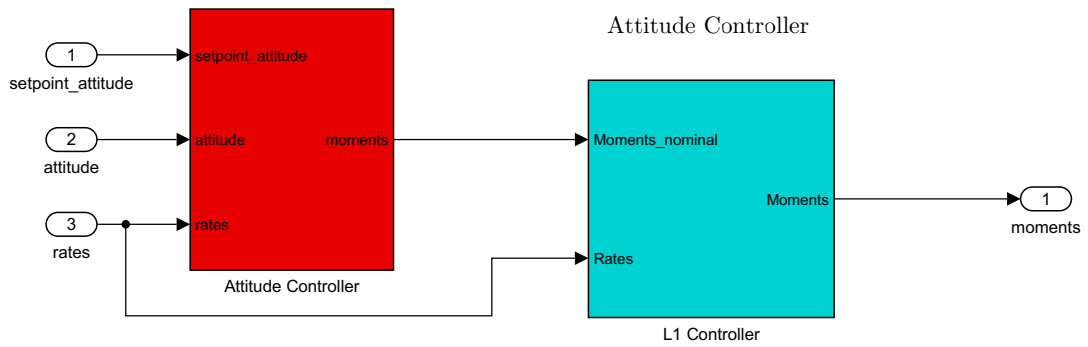 Attitude Controller
1
setpoint_attitude
2
attitude
3
rates
setpoint_attitude
attitude
moments
rates
Attitude Controller
Moments_nominal
Moments
Rates
L1 Controller
1
moments